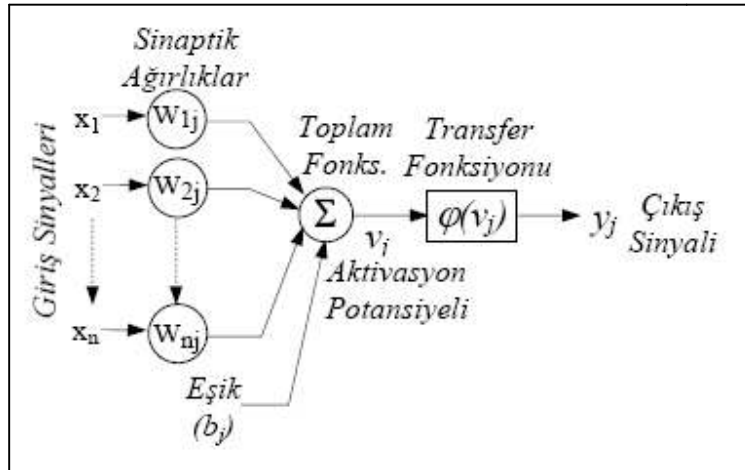 Sinaptik
Ağırlıklar
Giriş Sinyalleri
x1
W1j
x2
W2j
xn
Wnj
Toplam
Fonks.
Σ
Eşik
(bj)
vj
Aktivasyon
Potansiyeli
Transfer
Fonksiyonu
φ(vj)
yj
Çıkış
Sinyali